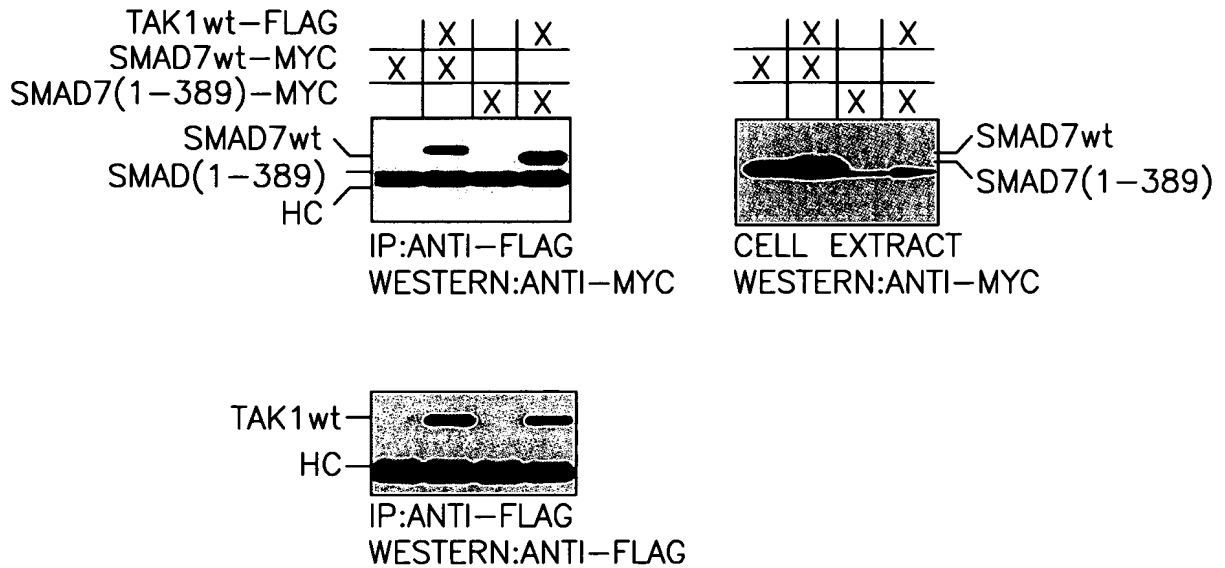 TAK1wt-FLAG
SMAD7wt-MYC
SMAD7(1-389)-MYC
X X
X X
X X
X X
X X
X X
SMAD7wt
SMAD(1-389)
HC
SMAD7wt
SMAD7(1-389)
IP:ANTI-FLAG
WESTERN:ANTI-MYC
CELL EXTRACT
WESTERN:ANTI-MYC
TAK1wt
HC
IP:ANTI-FLAG
WESTERN:ANTI-FLAG